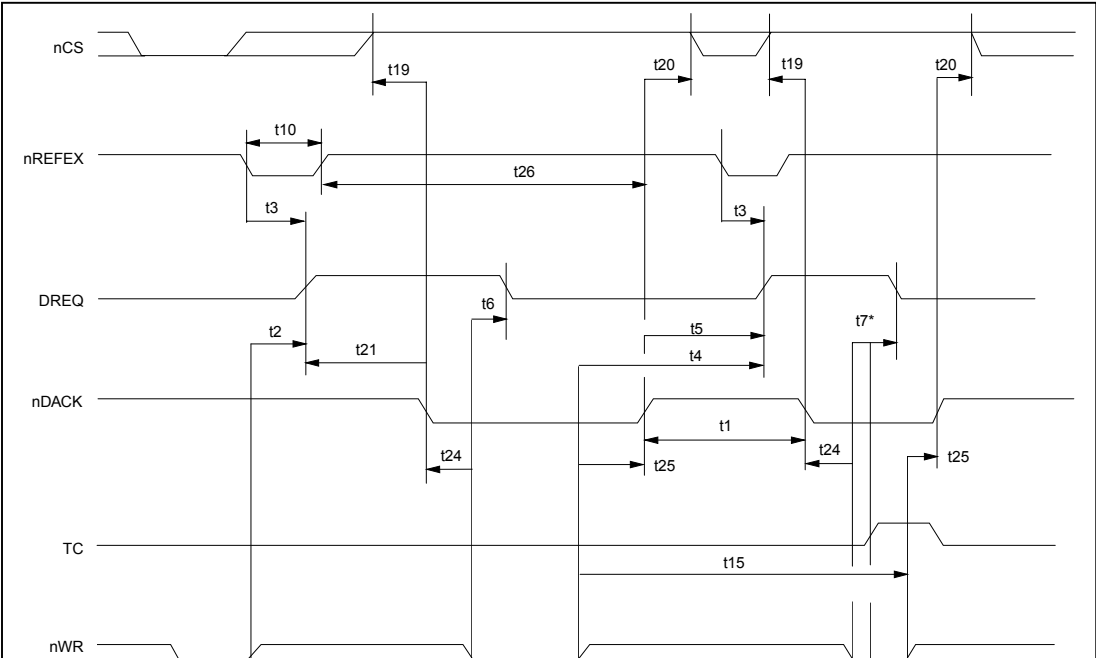 nCS
t19
t20
t19
t20
t10
nREFEX
t26
t3
t3
DREQ
t6
t2
t5
t7*
t21
t4
nDACK
t1
t24
t25
t24
t25
TC
t15
nWR